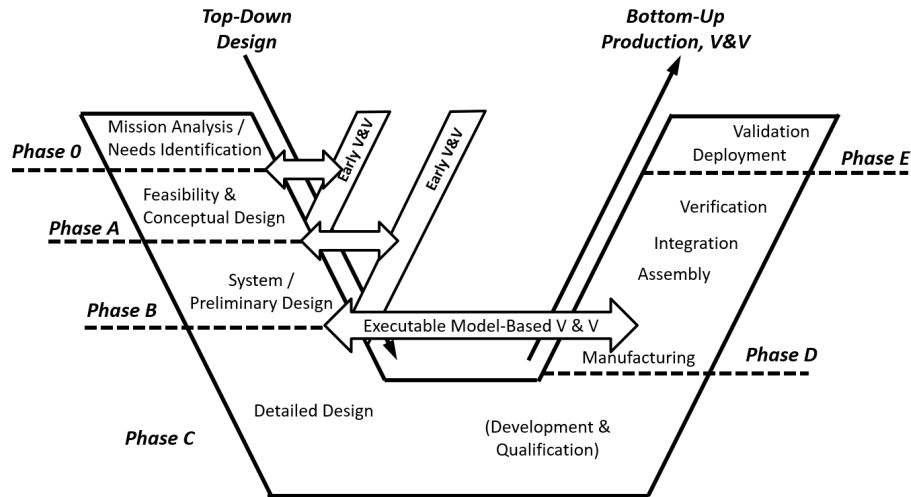 Top-Down
Design
Bottom-Up
Production, V&V
Mission Analysis /
Needs Identification
Phase 0
Early V&V
Early V&V
Validation
Deployment
Phase E
Feasibility &
Conceptual Design
Phase A
Verification
Integration
Assembly
System /
Preliminary Design
Phase B
Executable Model-Based V & V
Manufacturing
Phase D
Detailed Design
Phase C
(Development &
Qualification)